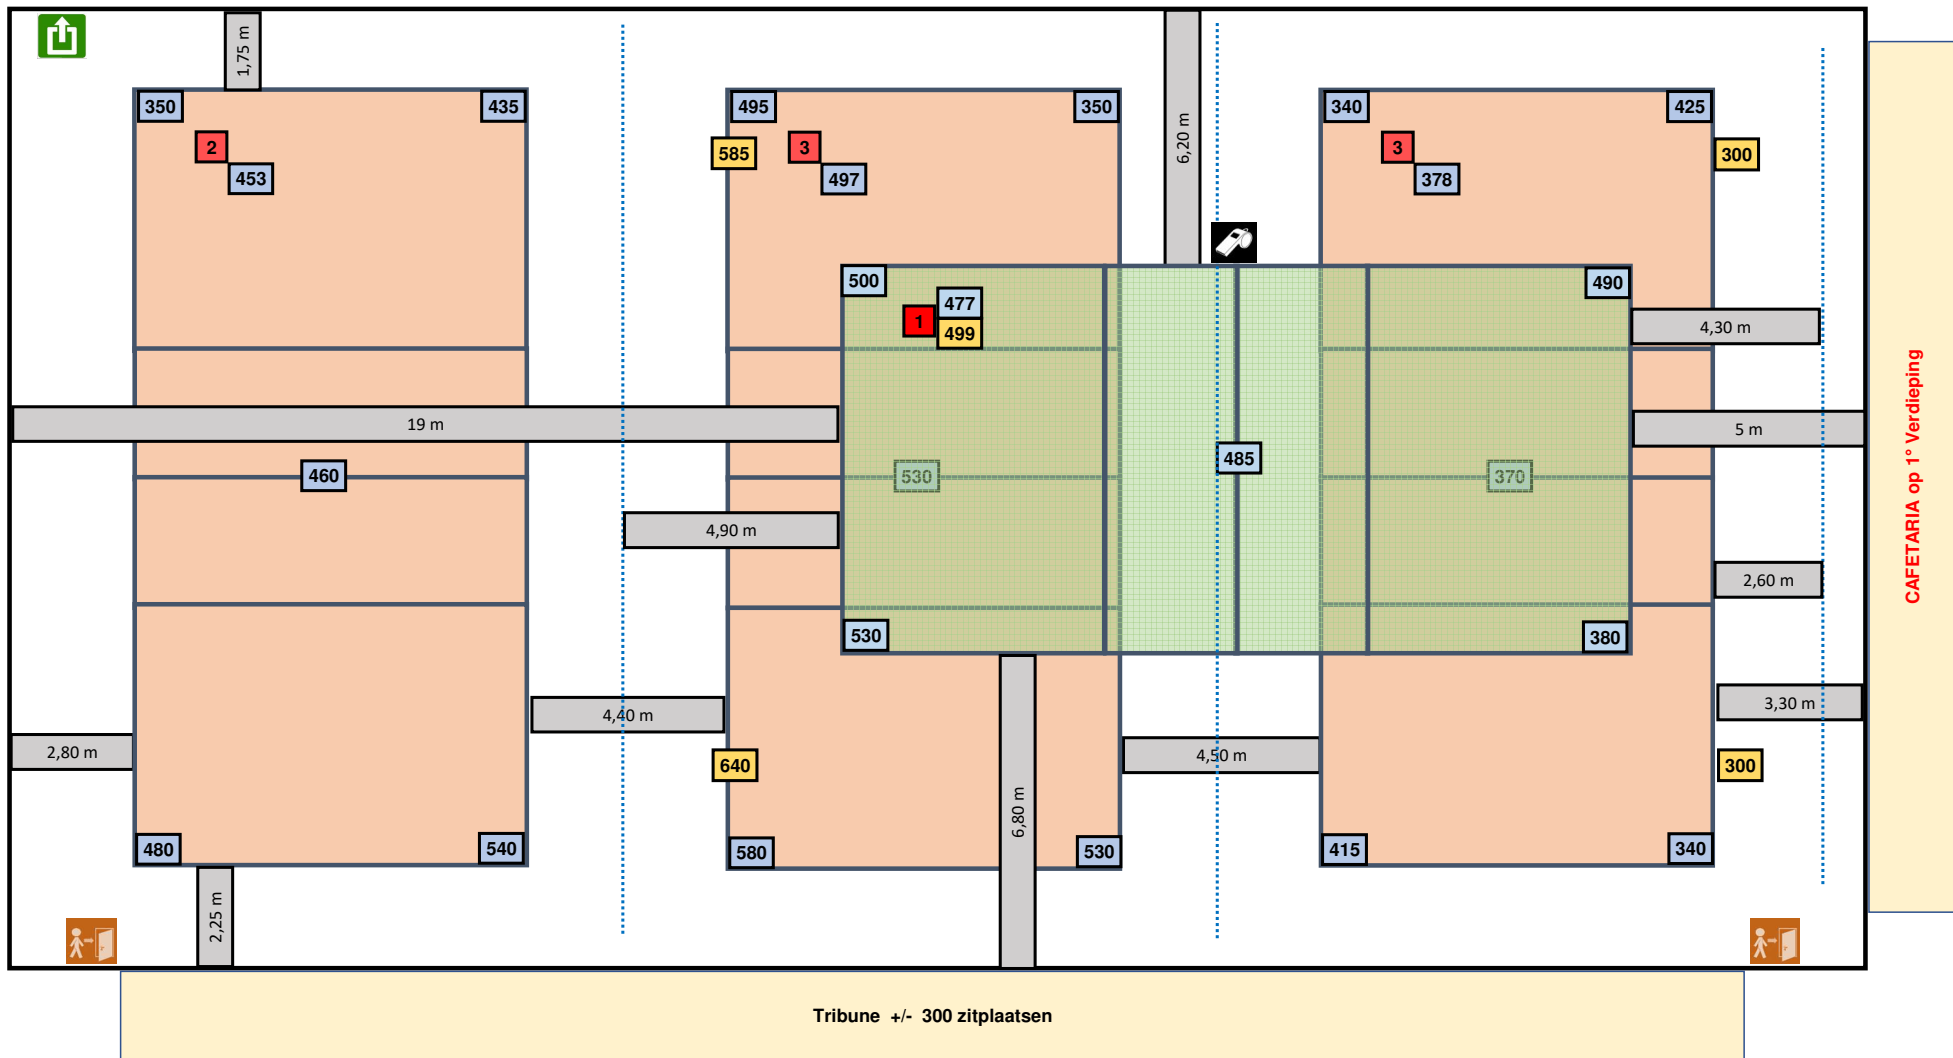 1,75 m
6,20 m
350
435
495
350
340
425
2
453
585
3
497
3
378
300
500
490
477
1
499
4,30 m
19 m
5 m
485
460
530
370
4,90 m
2,60 m
530
380
4,40 m
3,30 m
2,80 m
4,50 m
640
300
6,80 m
480
540
580
530
415
340
2,25 m
CAFETARIA op 1° Verdieping
Tribune +/- 300 zitplaatsen